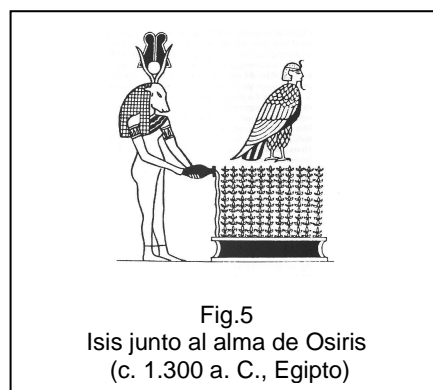 Fig.5
Isis junto al alma de Osiris
(c. 1.300 a. C., Egipto)